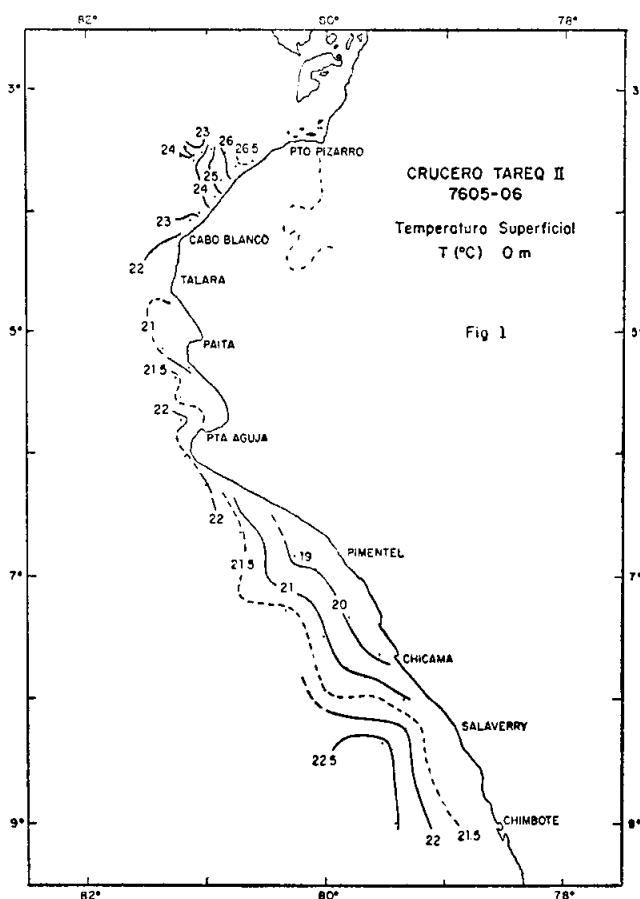 82° 80° 78°
3° 3°
23
24
26
26.5
25
24
PTO PIZARRO
CRUCERO TAREQ II
7605-06
Temperatura Superficial
T (°C) 0 m
Fig 1
23
CABO BLANCO
22
TALARA
5° 5°
21
PAITA
21.5
22
PTA AGUJA
22
21.5
19
PIMENTEL
7° 7°
21
20
CHICAMA
SALAVERRY
22.5
CHIMBOTE
9° 9°
22
21.5
82° 80° 78°